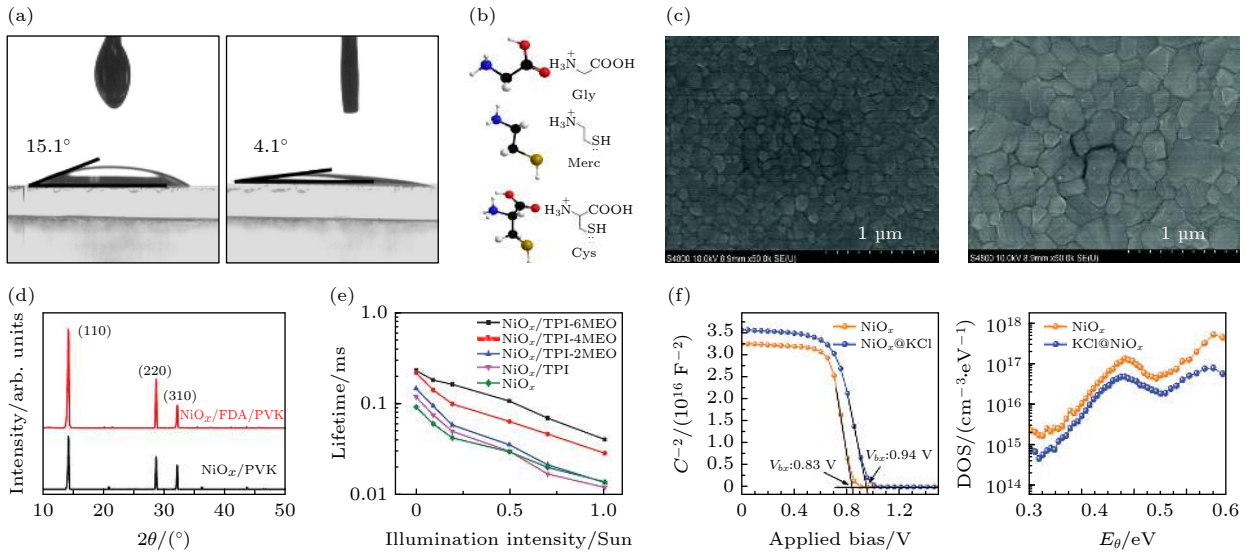 (a)
15.1°
4.1°
(b)
H₃N⁺ COOH
Gly
H₃N⁺
SH
Merc
H₃N⁺ COOH
SH
Cys
(c)
1 μm
S4800 10.0kV 8.9mm x50.0k SE(U)
1 μm
S4800 10.0kV 8.9mm x50.0k SE(U)
(d)
Intensity/arb. units
(110)
(220)
(310)
NiOₓ/FDA/PVK
NiOₓ/PVK
10 20 30 40 50
2θ/(°)
(e)
Lifetime/ms
1.0
0.1
0.01
NiOₓ/TPI-6MEO
NiOₓ/TPI-4MEO
NiOₓ/TPI-2MEO
NiOₓ/TPI
NiOₓ
0 0.2 0.5 0.7 1.0
Illumination intensity/Sun
(f)
C⁻²/(10¹⁶ F⁻²)
3.5
3.0
2.5
2.0
1.5
1.0
0.5
0
NiOₓ
NiOₓ@KCl
V_bx:0.83 V
V_bx:0.94 V
0 0.4 0.8 1.2
Applied bias/V
DOS/(cm⁻³·eV⁻¹)
10¹⁸
10¹⁷
10¹⁶
10¹⁵
10¹⁴
NiOₓ
KCl@NiOₓ
0.3 0.4 0.5 0.6
E_θ/eV